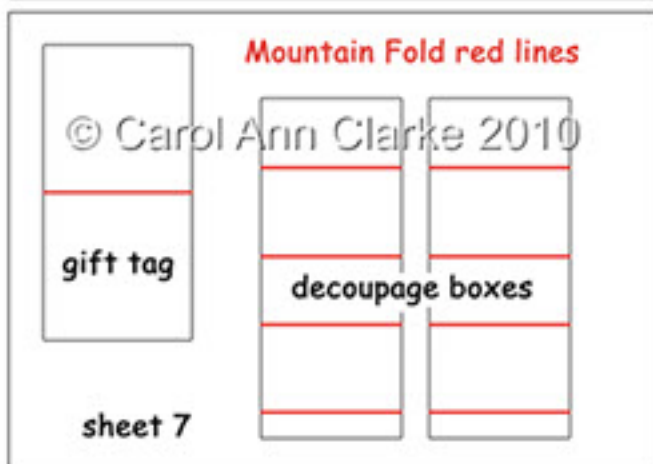 Mountain Fold red lines
© Carol Ann Clarke 2010
gift tag
decoupage boxes
sheet 7